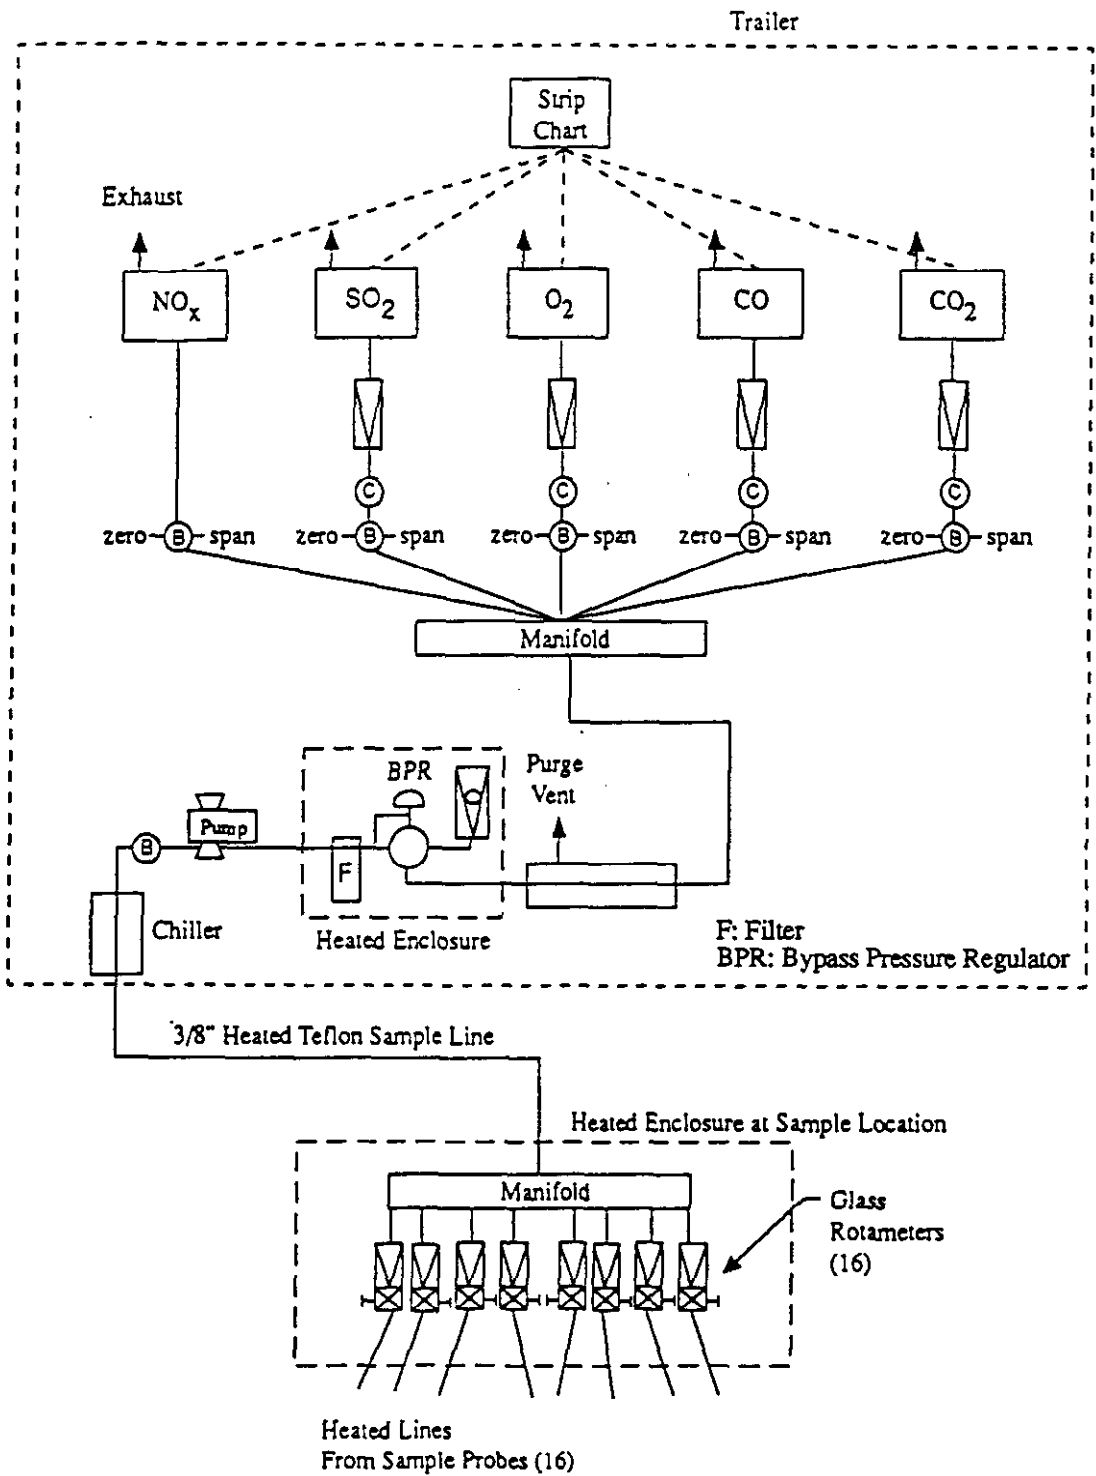 Trailer
Strip
Chart
Exhaust
NOx
SO2
O2
CO
CO2
C
C
C
C
zero B span
zero B span
zero B span
zero B span
zero B span
Manifold
BPR
Purge
Vent
Pump
B
F
Chiller
Heated Enclosure
F: Filter
BPR: Bypass Pressure Regulator
3/8" Heated Teflon Sample Line
Heated Enclosure at Sample Location
Manifold
Glass
Rotameters
(16)
Heated Lines
From Sample Probes (16)